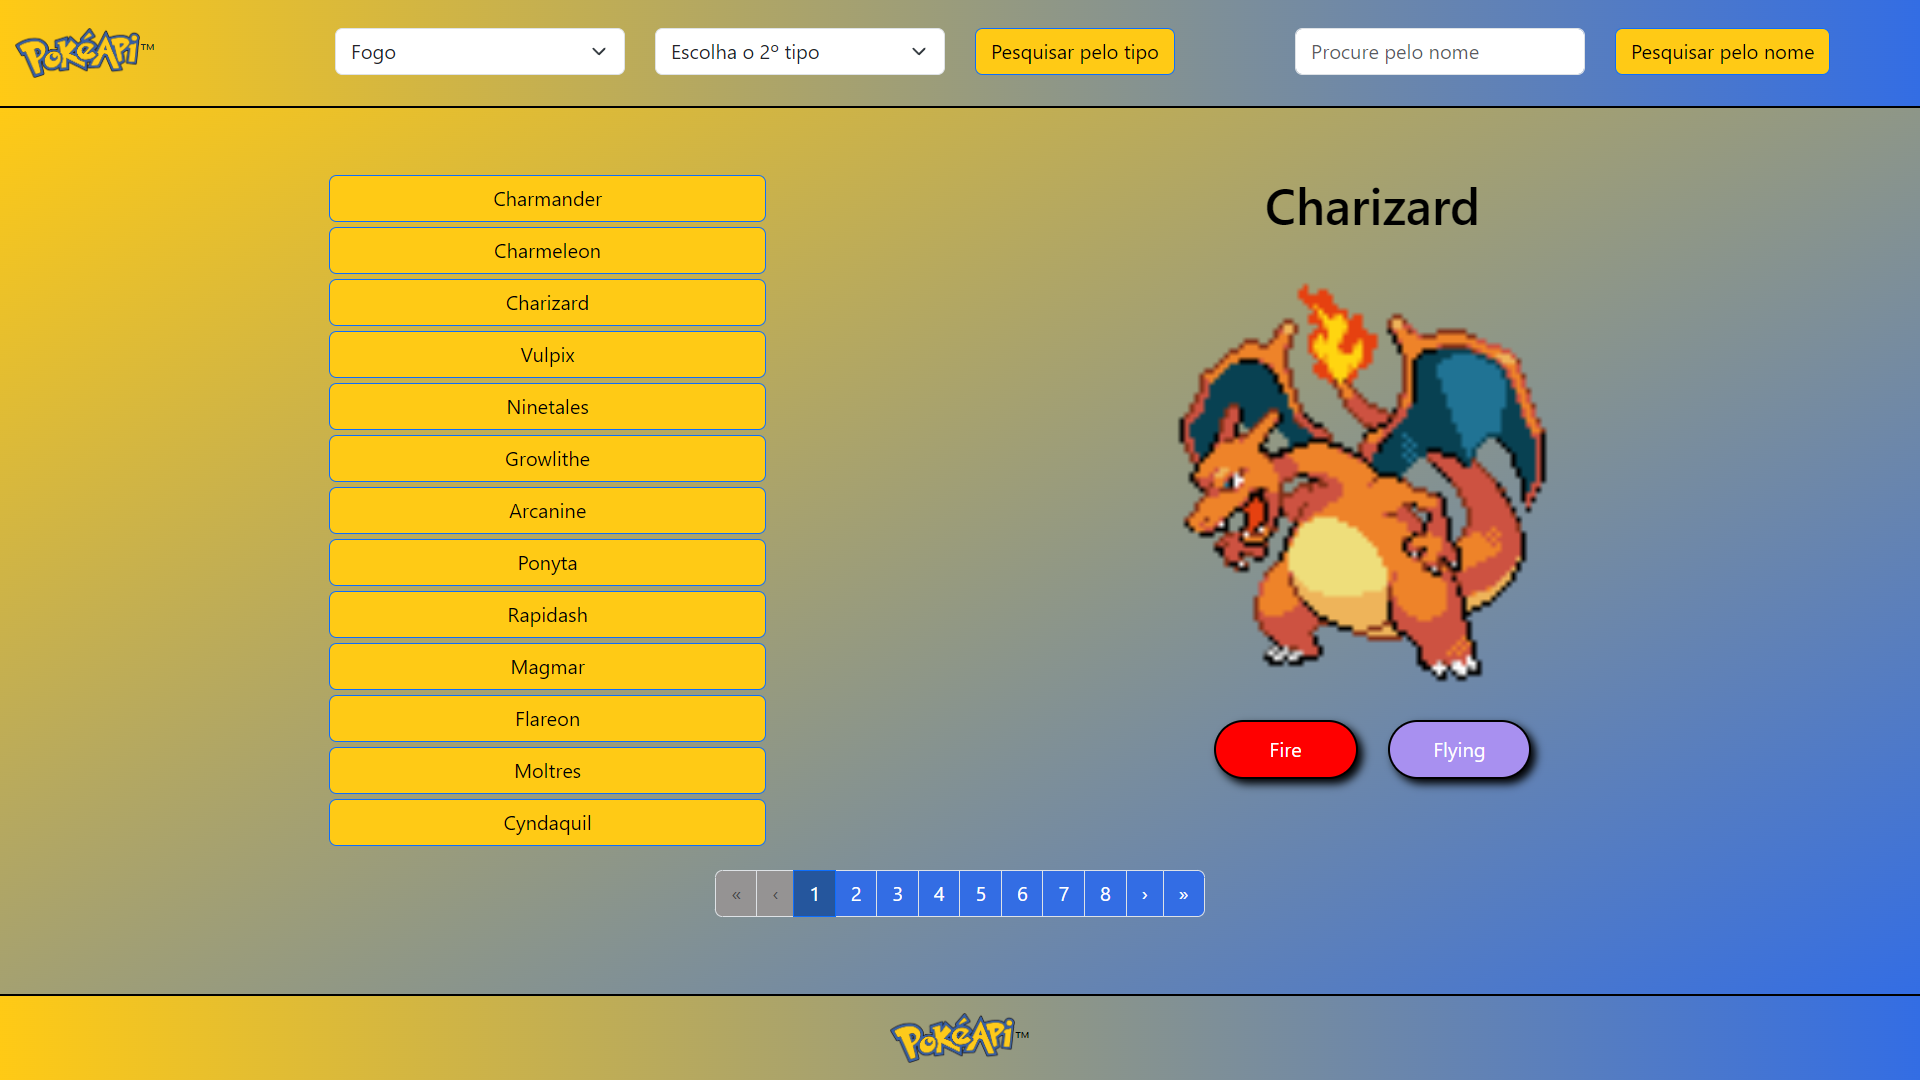 PokéApi™
Fogo
Escolha o 2º tipo
Pesquisar pelo tipo
Procure pelo nome
Pesquisar pelo nome
Charmander
Charmeleon
Charizard
Vulpix
Ninetales
Growlithe
Arcanine
Ponyta
Rapidash
Magmar
Flareon
Moltres
Cyndaquil
Charizard
Fire
Flying
« ‹ 1 2 3 4 5 6 7 8 › »
PokéApi™